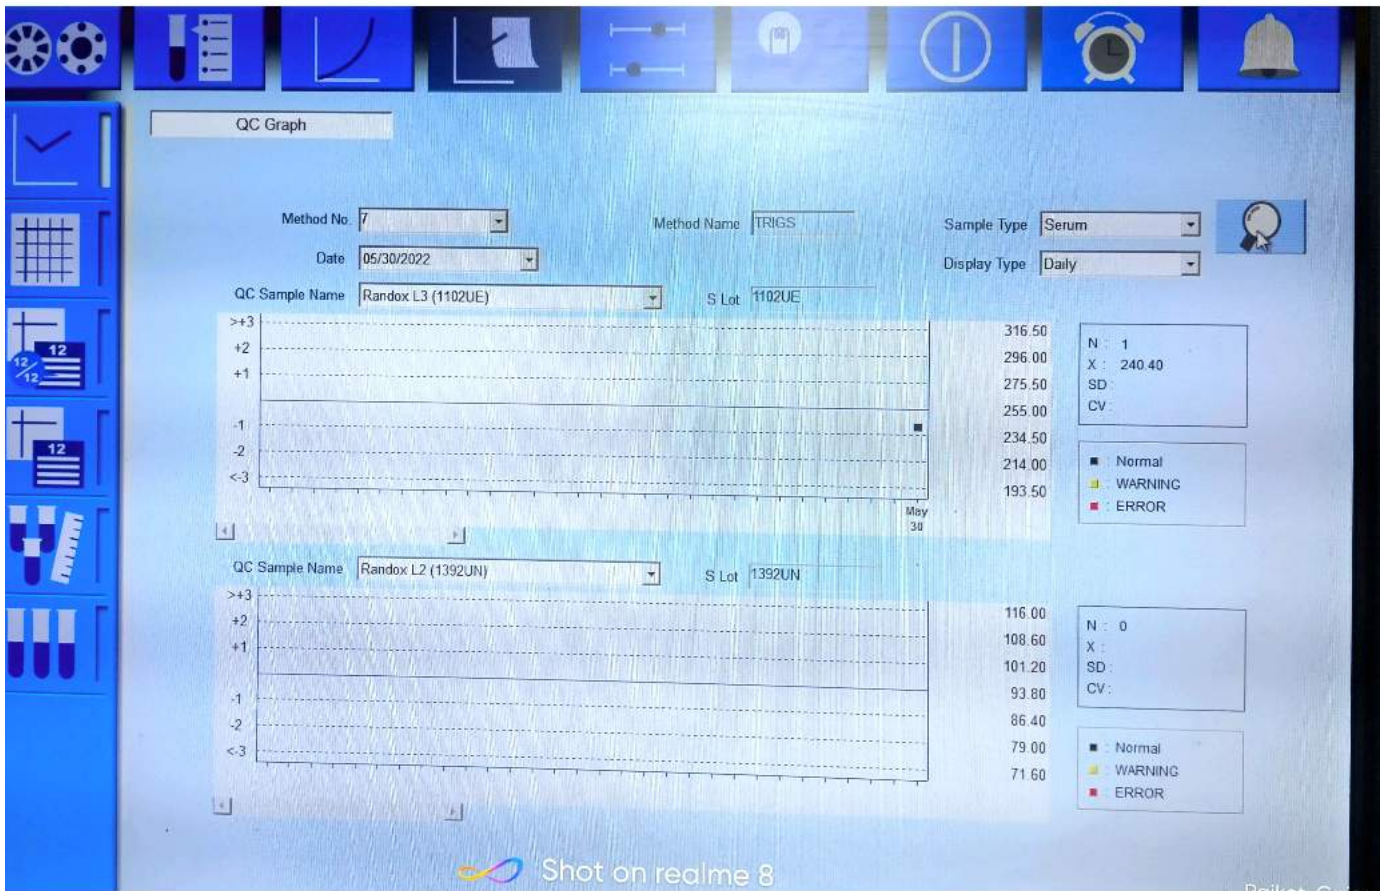 QC Graph
Method No. 7 Method Name TRIGS Sample Type Serum
Date 05/30/2022 Display Type Daily
QC Sample Name Randox L3 (1102UE) S Lot 1102UE
>+3 316.50
+2 296.00
+1 275.50
255.00
-1 234.50
-2 214.00
<-3 193.50
May
30
N : 1
X : 240.40
SD :
CV :
Normal
: WARNING
: ERROR
QC Sample Name Randox L2 (1392UN) S Lot 1392UN
>+3 116.00
+2 108.60
+1 101.20
93.80
-1 86.40
-2 79.00
<-3 71.60
N : 0
X :
SD :
CV :
: Normal
: WARNING
: ERROR
12
12/12
12
Shot on realme 8